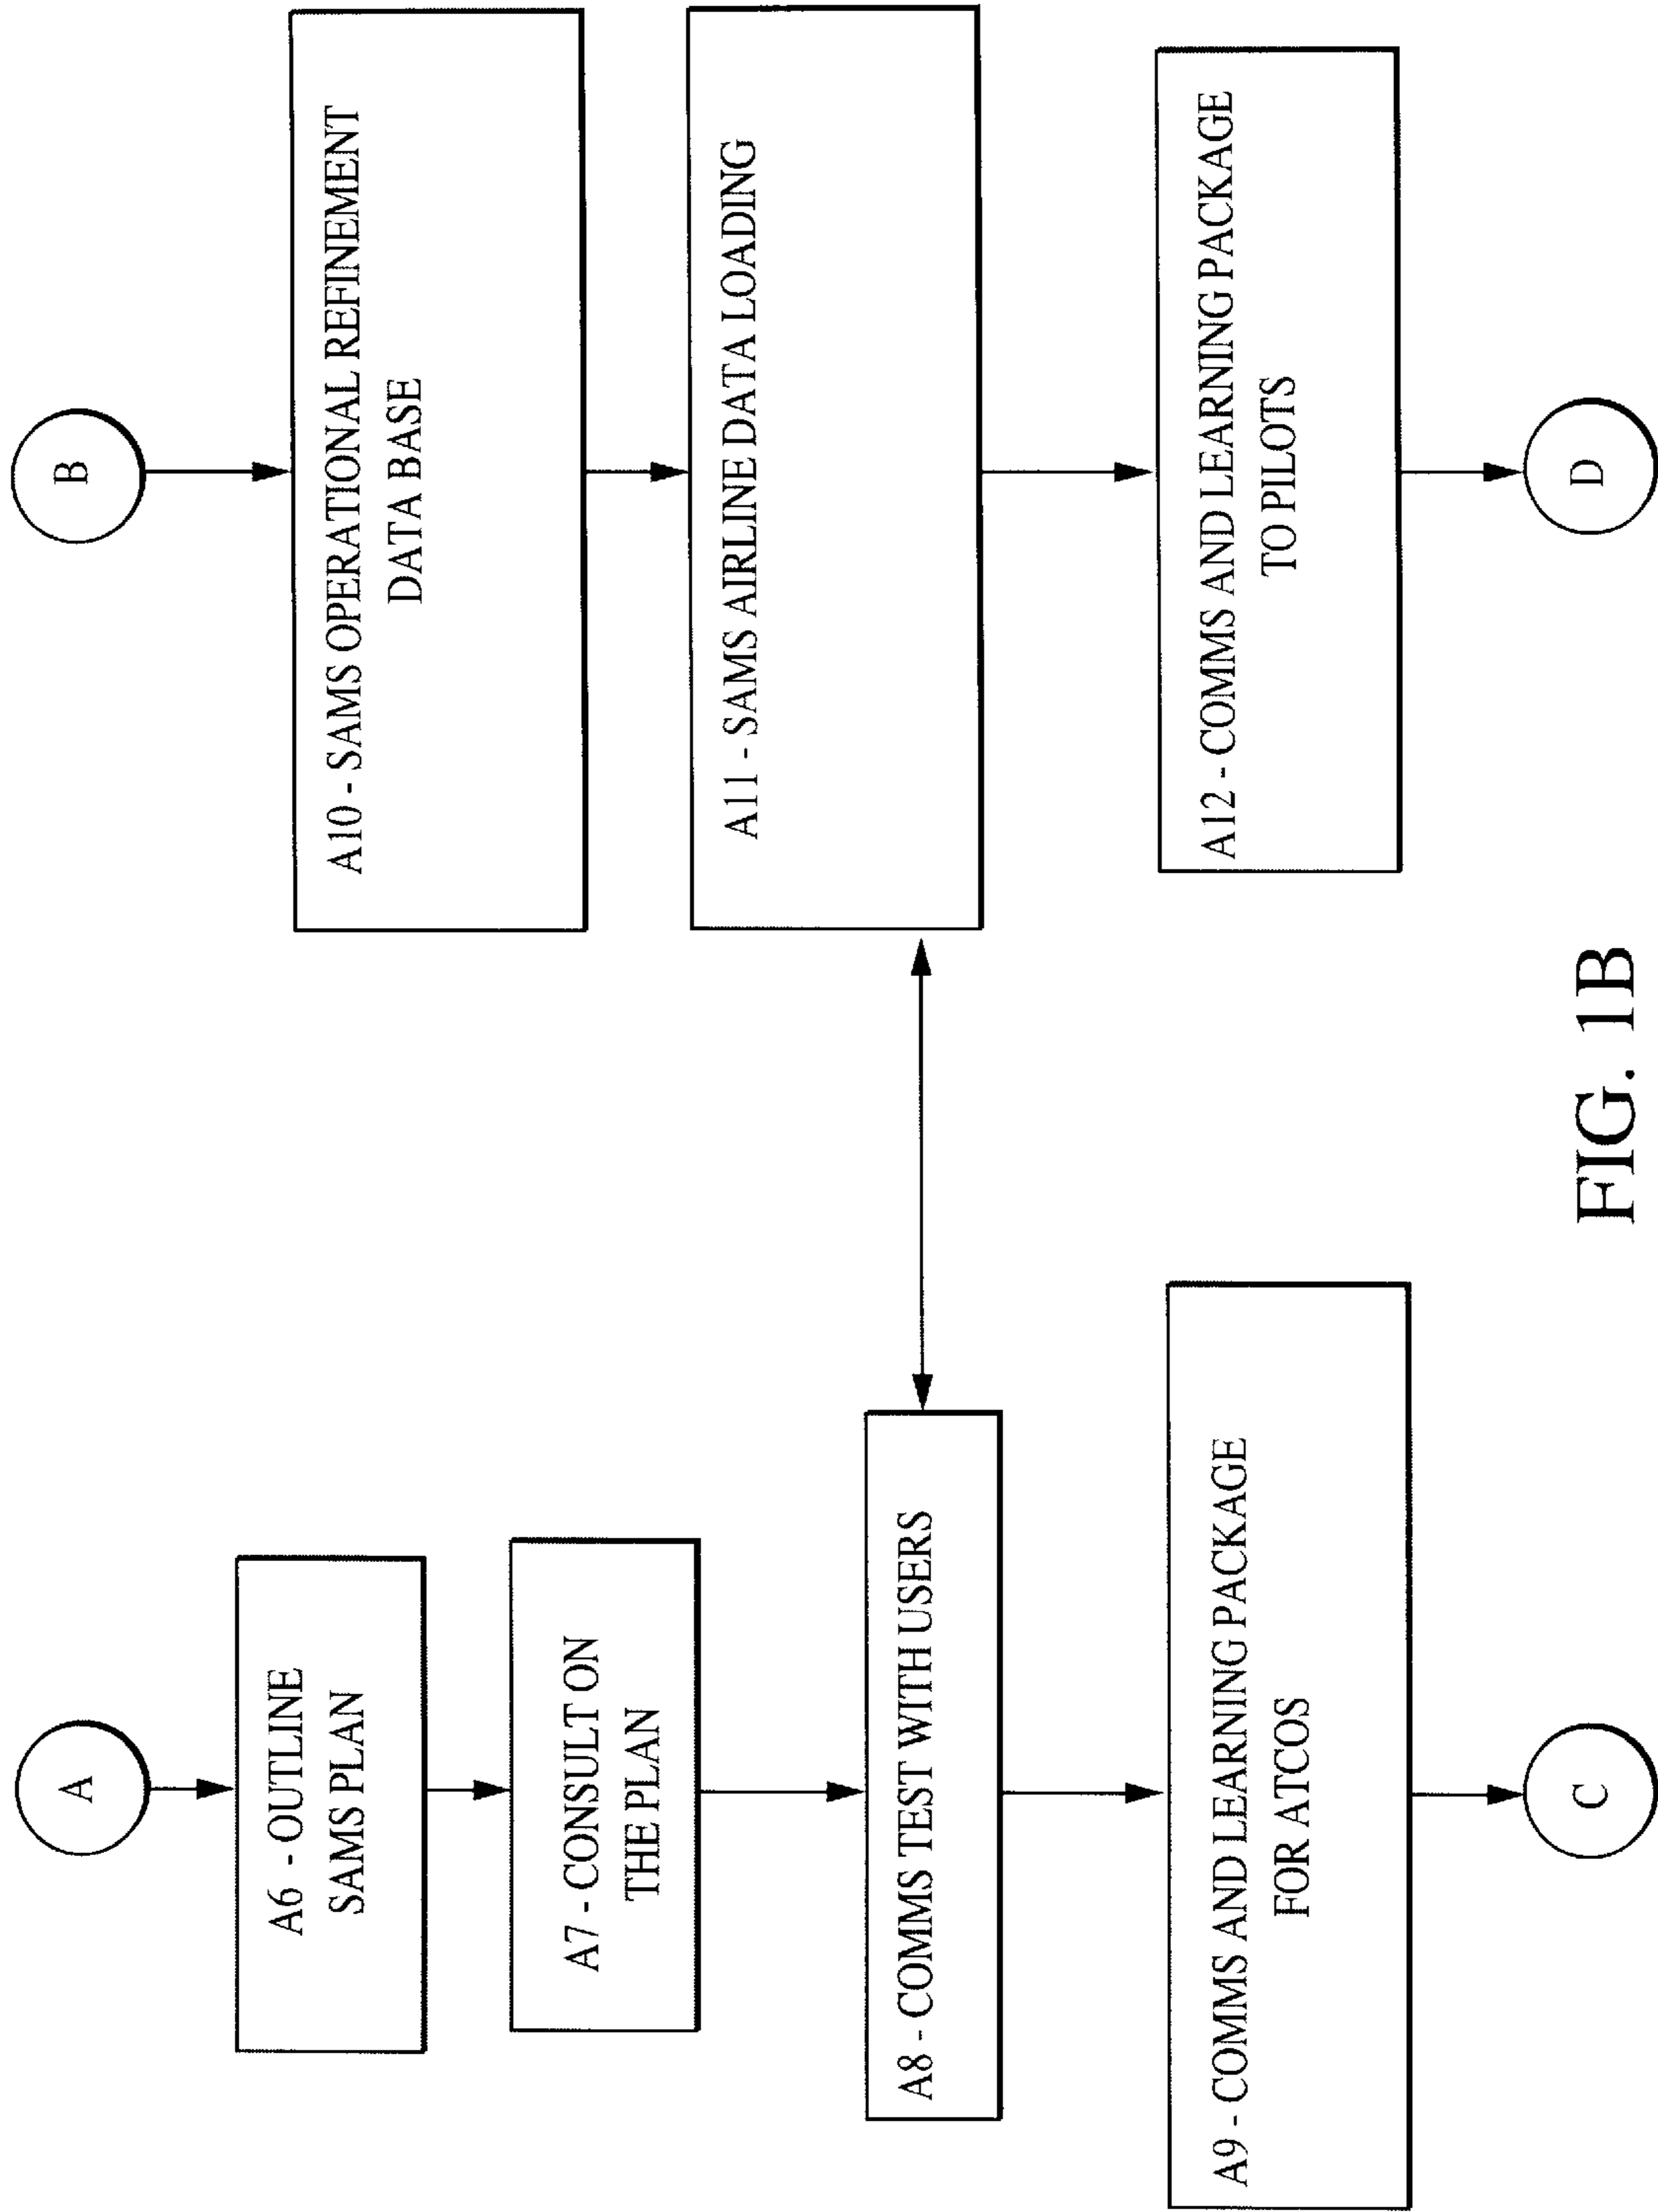 A
A6 - OUTLINE
SAMS PLAN
A7 - CONSULT ON
THE PLAN
A8 - COMMS TEST WITH USERS
A9 - COMMS AND LEARNING PACKAGE
FOR ATCOS
C
B
A10 - SAMS OPERATIONAL REFINEMENT
DATA BASE
A11 - SAMS AIRLINE DATA LOADING
A12 - COMMS AND LEARNING PACKAGE
TO PILOTS
D
FIG. 1B